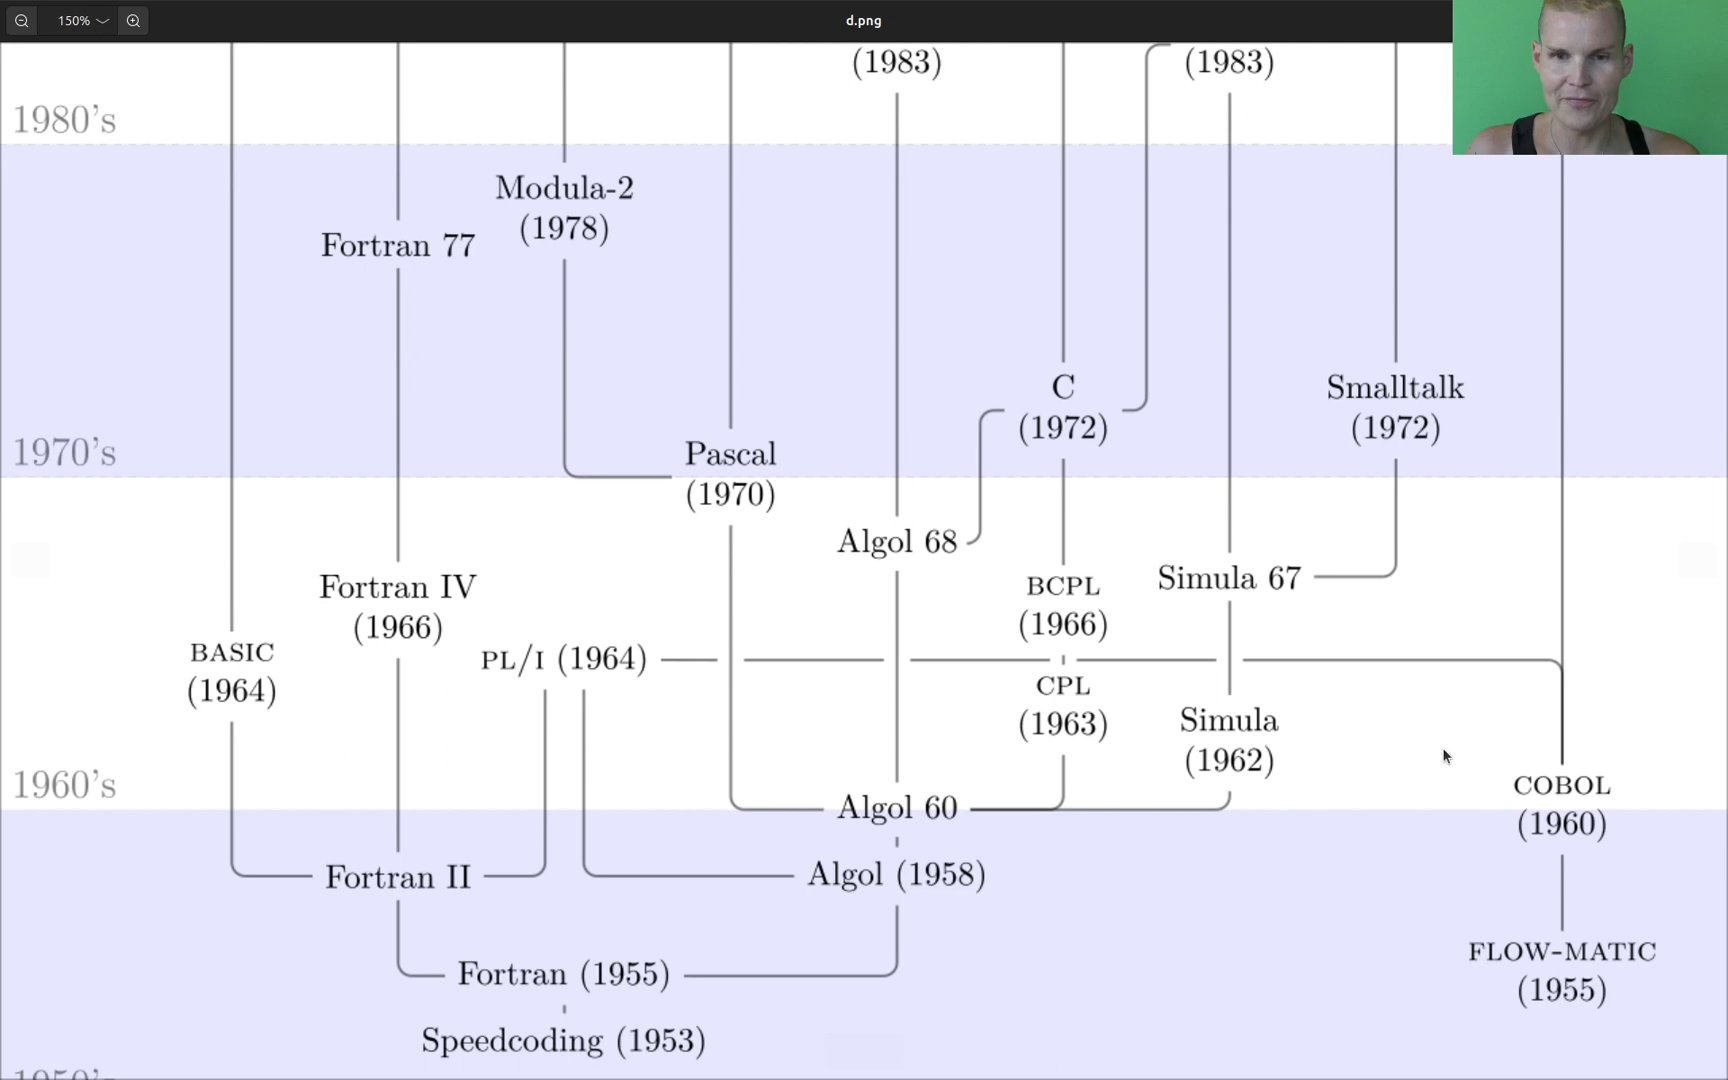 150%
d.png
(1983)
(1983)
1980's
Modula-2
(1978)
Fortran 77
C
(1972)
Smalltalk
(1972)
1970's
Pascal
(1970)
Algol 68
Fortran IV
(1966)
BCPL
(1966)
Simula 67
BASIC
(1964)
PL/I (1964)
CPL
(1963)
Simula
(1962)
1960's
Algol 60
COBOL
(1960)
Fortran II
Algol (1958)
FLOW-MATIC
(1955)
Fortran (1955)
Speedcoding (1953)
1950's